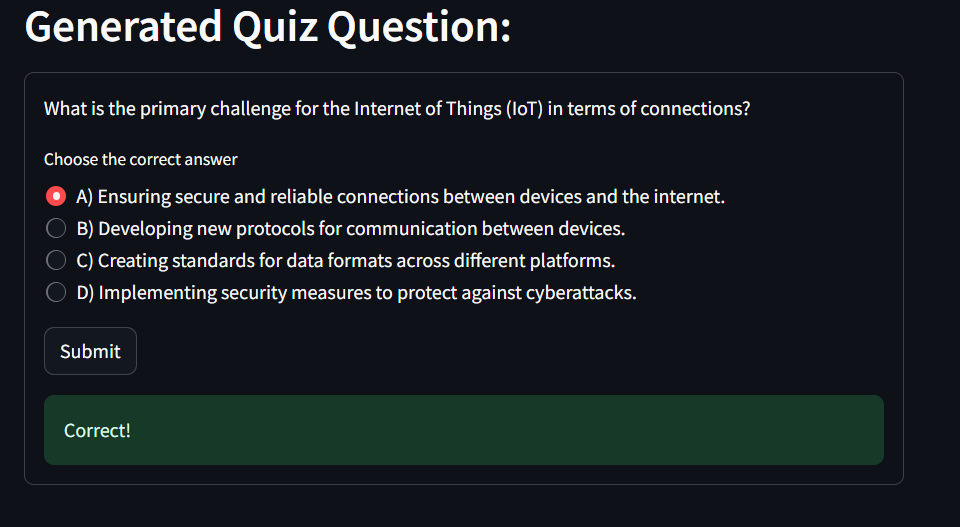 Generated Quiz Question:
What is the primary challenge for the Internet of Things (IoT) in terms of connections?
Choose the correct answer
A) Ensuring secure and reliable connections between devices and the internet.
B) Developing new protocols for communication between devices.
C) Creating standards for data formats across different platforms.
D) Implementing security measures to protect against cyberattacks.
Submit
Correct!